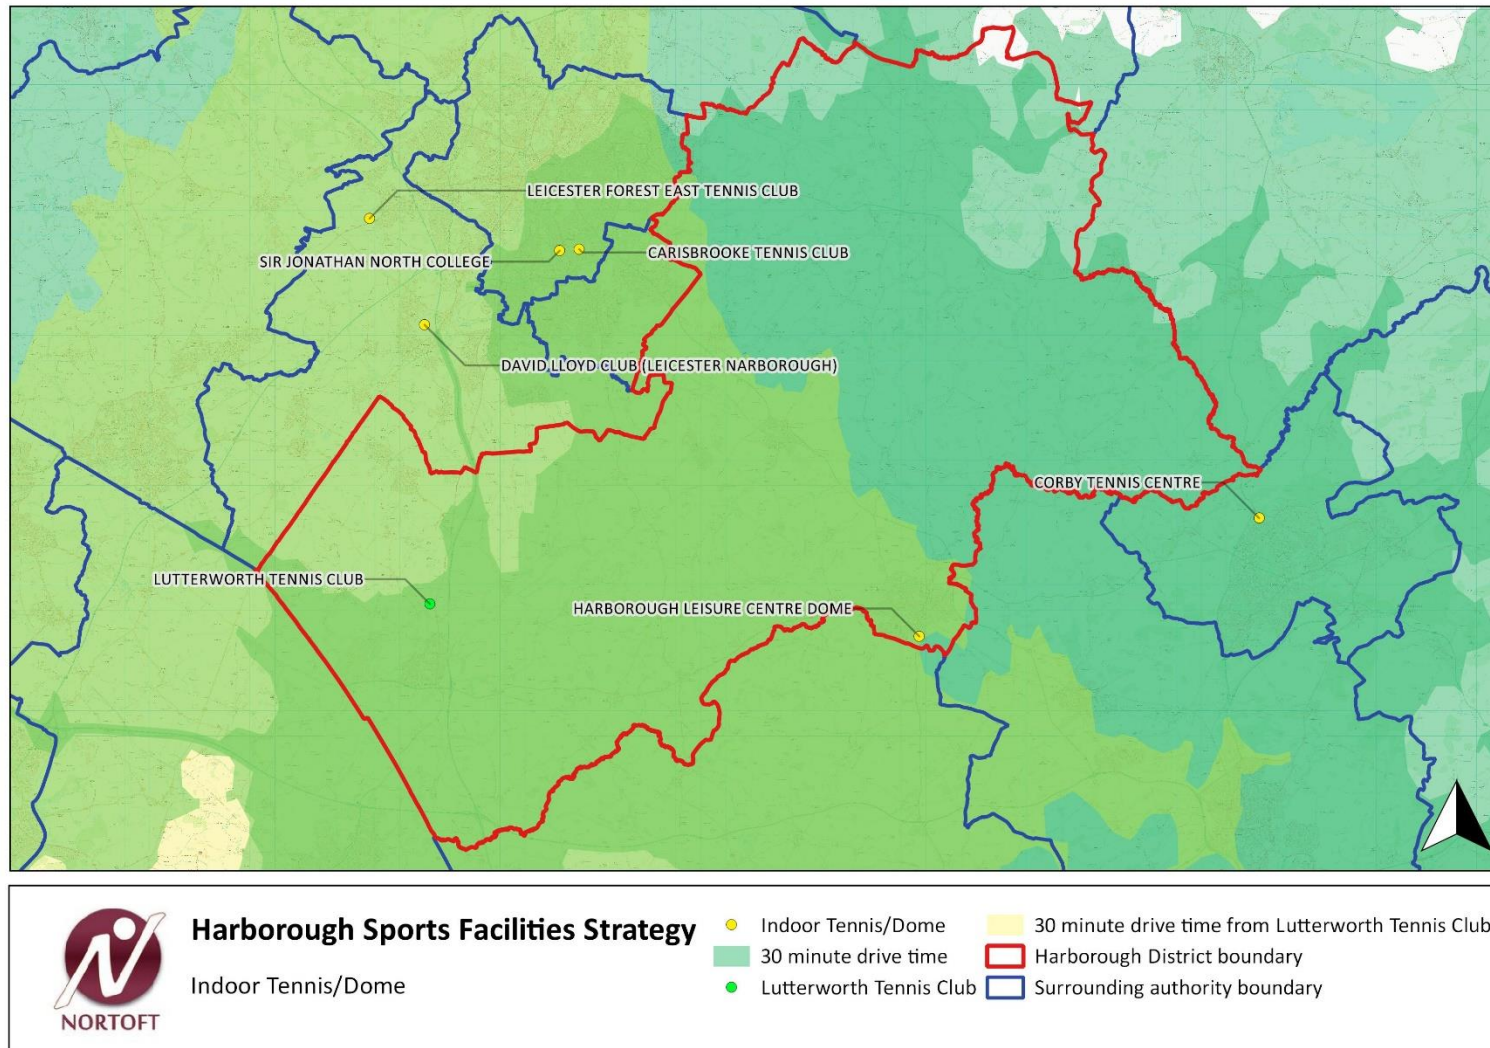 LEICESTER FOREST EAST TENNIS CLUB
SIR JONATHAN NORTH COLLEGE
CARISBROOKE TENNIS CLUB
DAVID LLOYD CLUB (LEICESTER NARBOROUGH)
CORBY TENNIS CENTRE
LUTTERWORTH TENNIS CLUB
HARBOROUGH LEISURE CENTRE DOME
NORTOFT
Harborough Sports Facilities Strategy
Indoor Tennis/Dome
Indoor Tennis/Dome
30 minute drive time
Lutterworth Tennis Club
30 minute drive time from Lutterworth Tennis Club
Harborough District boundary
Surrounding authority boundary